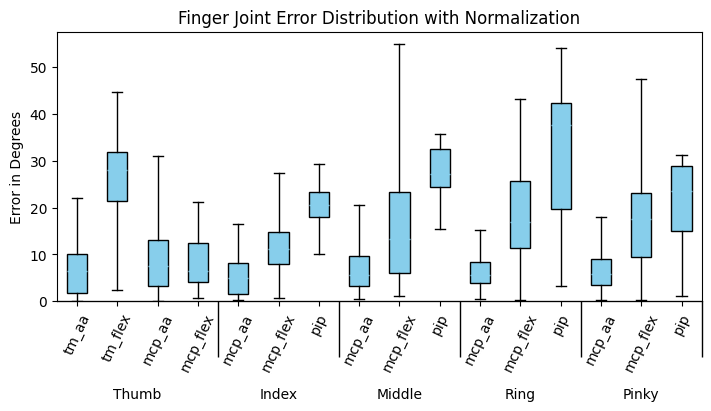 Finger Joint Error Distribution with Normalization
Error in Degrees
50
40
30
20
10
0
tm_aa tm_flex mcp_aa mcp_flex mcp_aa mcp_flex pip mcp_aa mcp_flex pip mcp_aa mcp_flex pip mcp_aa mcp_flex pip
Thumb Index Middle Ring Pinky